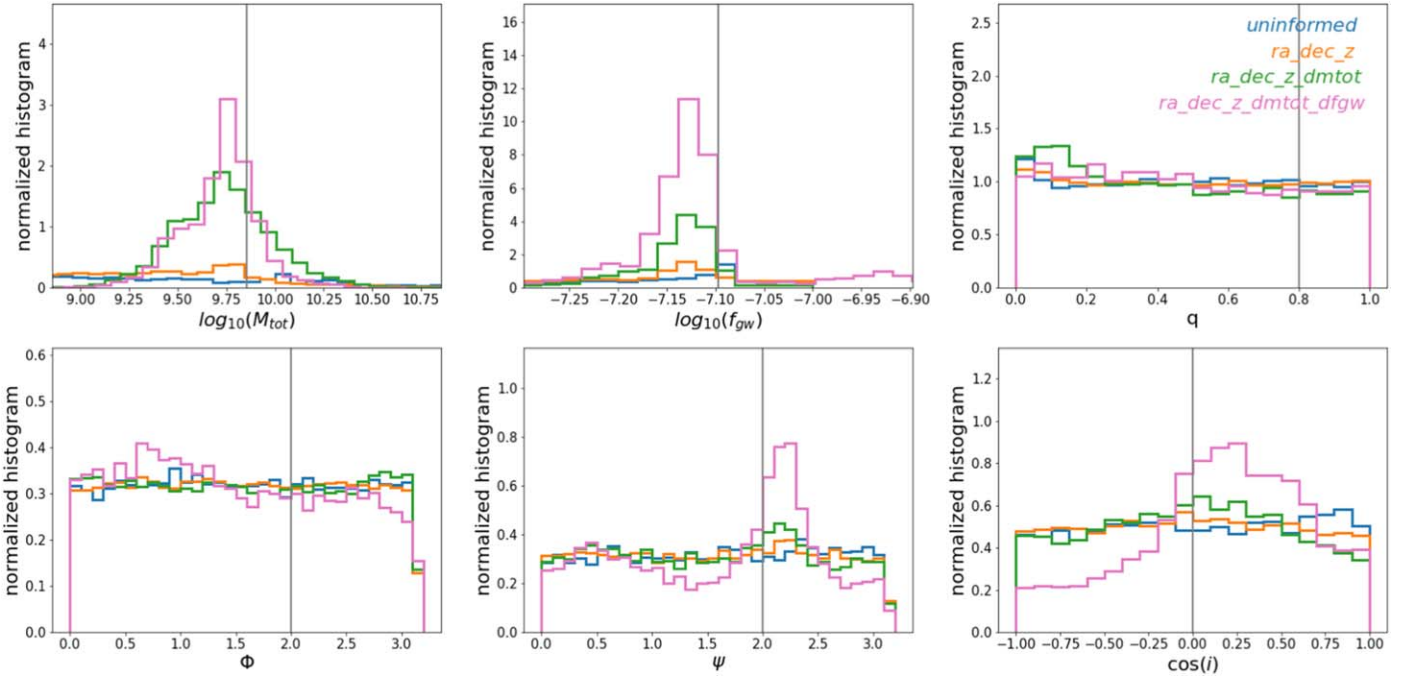 normalized histogram
4
3
2
1
0
9.00 9.25 9.50 9.75 10.00 10.25 10.50 10.75
log₁₀(Mₜₒₜ)
normalized histogram
16
14
12
10
8
6
4
2
0
−7.25 −7.20 −7.15 −7.10 −7.05 −7.00 −6.95 −6.90
log₁₀(f_gw)
normalized histogram
2.5
2.0
1.5
1.0
0.5
0.0
uninformed
ra_dec_z
ra_dec_z_dmtot
ra_dec_z_dmtot_dfgw
0.0 0.2 0.4 0.6 0.8 1.0
q
normalized histogram
0.6
0.5
0.4
0.3
0.2
0.1
0.0
0.0 0.5 1.0 1.5 2.0 2.5 3.0
Φ
normalized histogram
1.0
0.8
0.6
0.4
0.2
0.0
0.0 0.5 1.0 1.5 2.0 2.5 3.0
ψ
normalized histogram
1.2
1.0
0.8
0.6
0.4
0.2
0.0
−1.00 −0.75 −0.50 −0.25 0.00 0.25 0.50 0.75 1.00
cos(i)